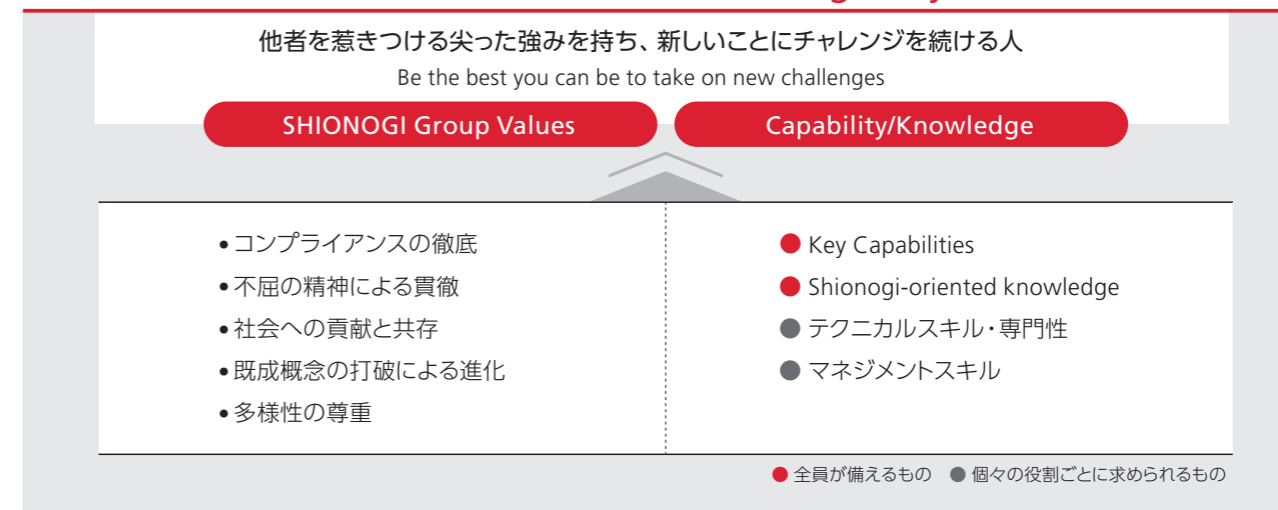 他者を惹きつける尖った強みを持ち、新しいことにチャレンジを続ける人
Be the best you can be to take on new challenges
SHIONOGI Group Values
Capability/Knowledge
•コンプライアンスの徹底
•不屈の精神による貫徹
•社会への貢献と共存
•既成概念の打破による進化
•多様性の尊重
● Key Capabilities
● Shionogi-oriented knowledge
● テクニカルスキル・専門性
● マネジメントスキル
● 全員が備えるもの ● 個々の役割ごとに求められるもの